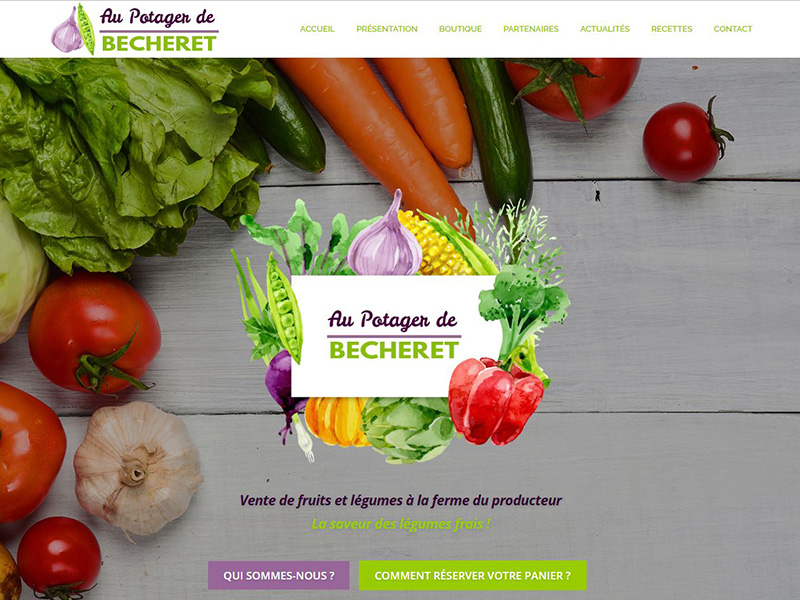 Au Potager de
BECHERET
ACCUEIL PRÉSENTATION BOUTIQUE PARTENAIRES ACTUALITÉS RECETTES CONTACT
Au Potager de
BECHERET
Vente de fruits et légumes à la ferme du producteur
La saveur des légumes frais !
QUI SOMMES-NOUS ? COMMENT RÉSERVER VOTRE PANIER ?